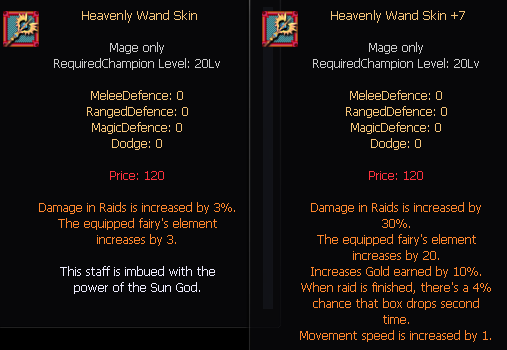 Heavenly Wand Skin
Mage only
RequiredChampion Level: 20Lv
MeleeDefence: 0
RangedDefence: 0
MagicDefence: 0
Dodge: 0
Price: 120
Damage in Raids is increased by 3%.
The equipped fairy's element
increases by 3.
This staff is imbued with the
power of the Sun God.
Heavenly Wand Skin +7
Mage only
RequiredChampion Level: 20Lv
MeleeDefence: 0
RangedDefence: 0
MagicDefence: 0
Dodge: 0
Price: 120
Damage in Raids is increased by
30%.
The equipped fairy's element
increases by 20.
Increases Gold earned by 10%.
When raid is finished, there's a 4%
chance that box drops second
time.
Movement speed is increased by 1.